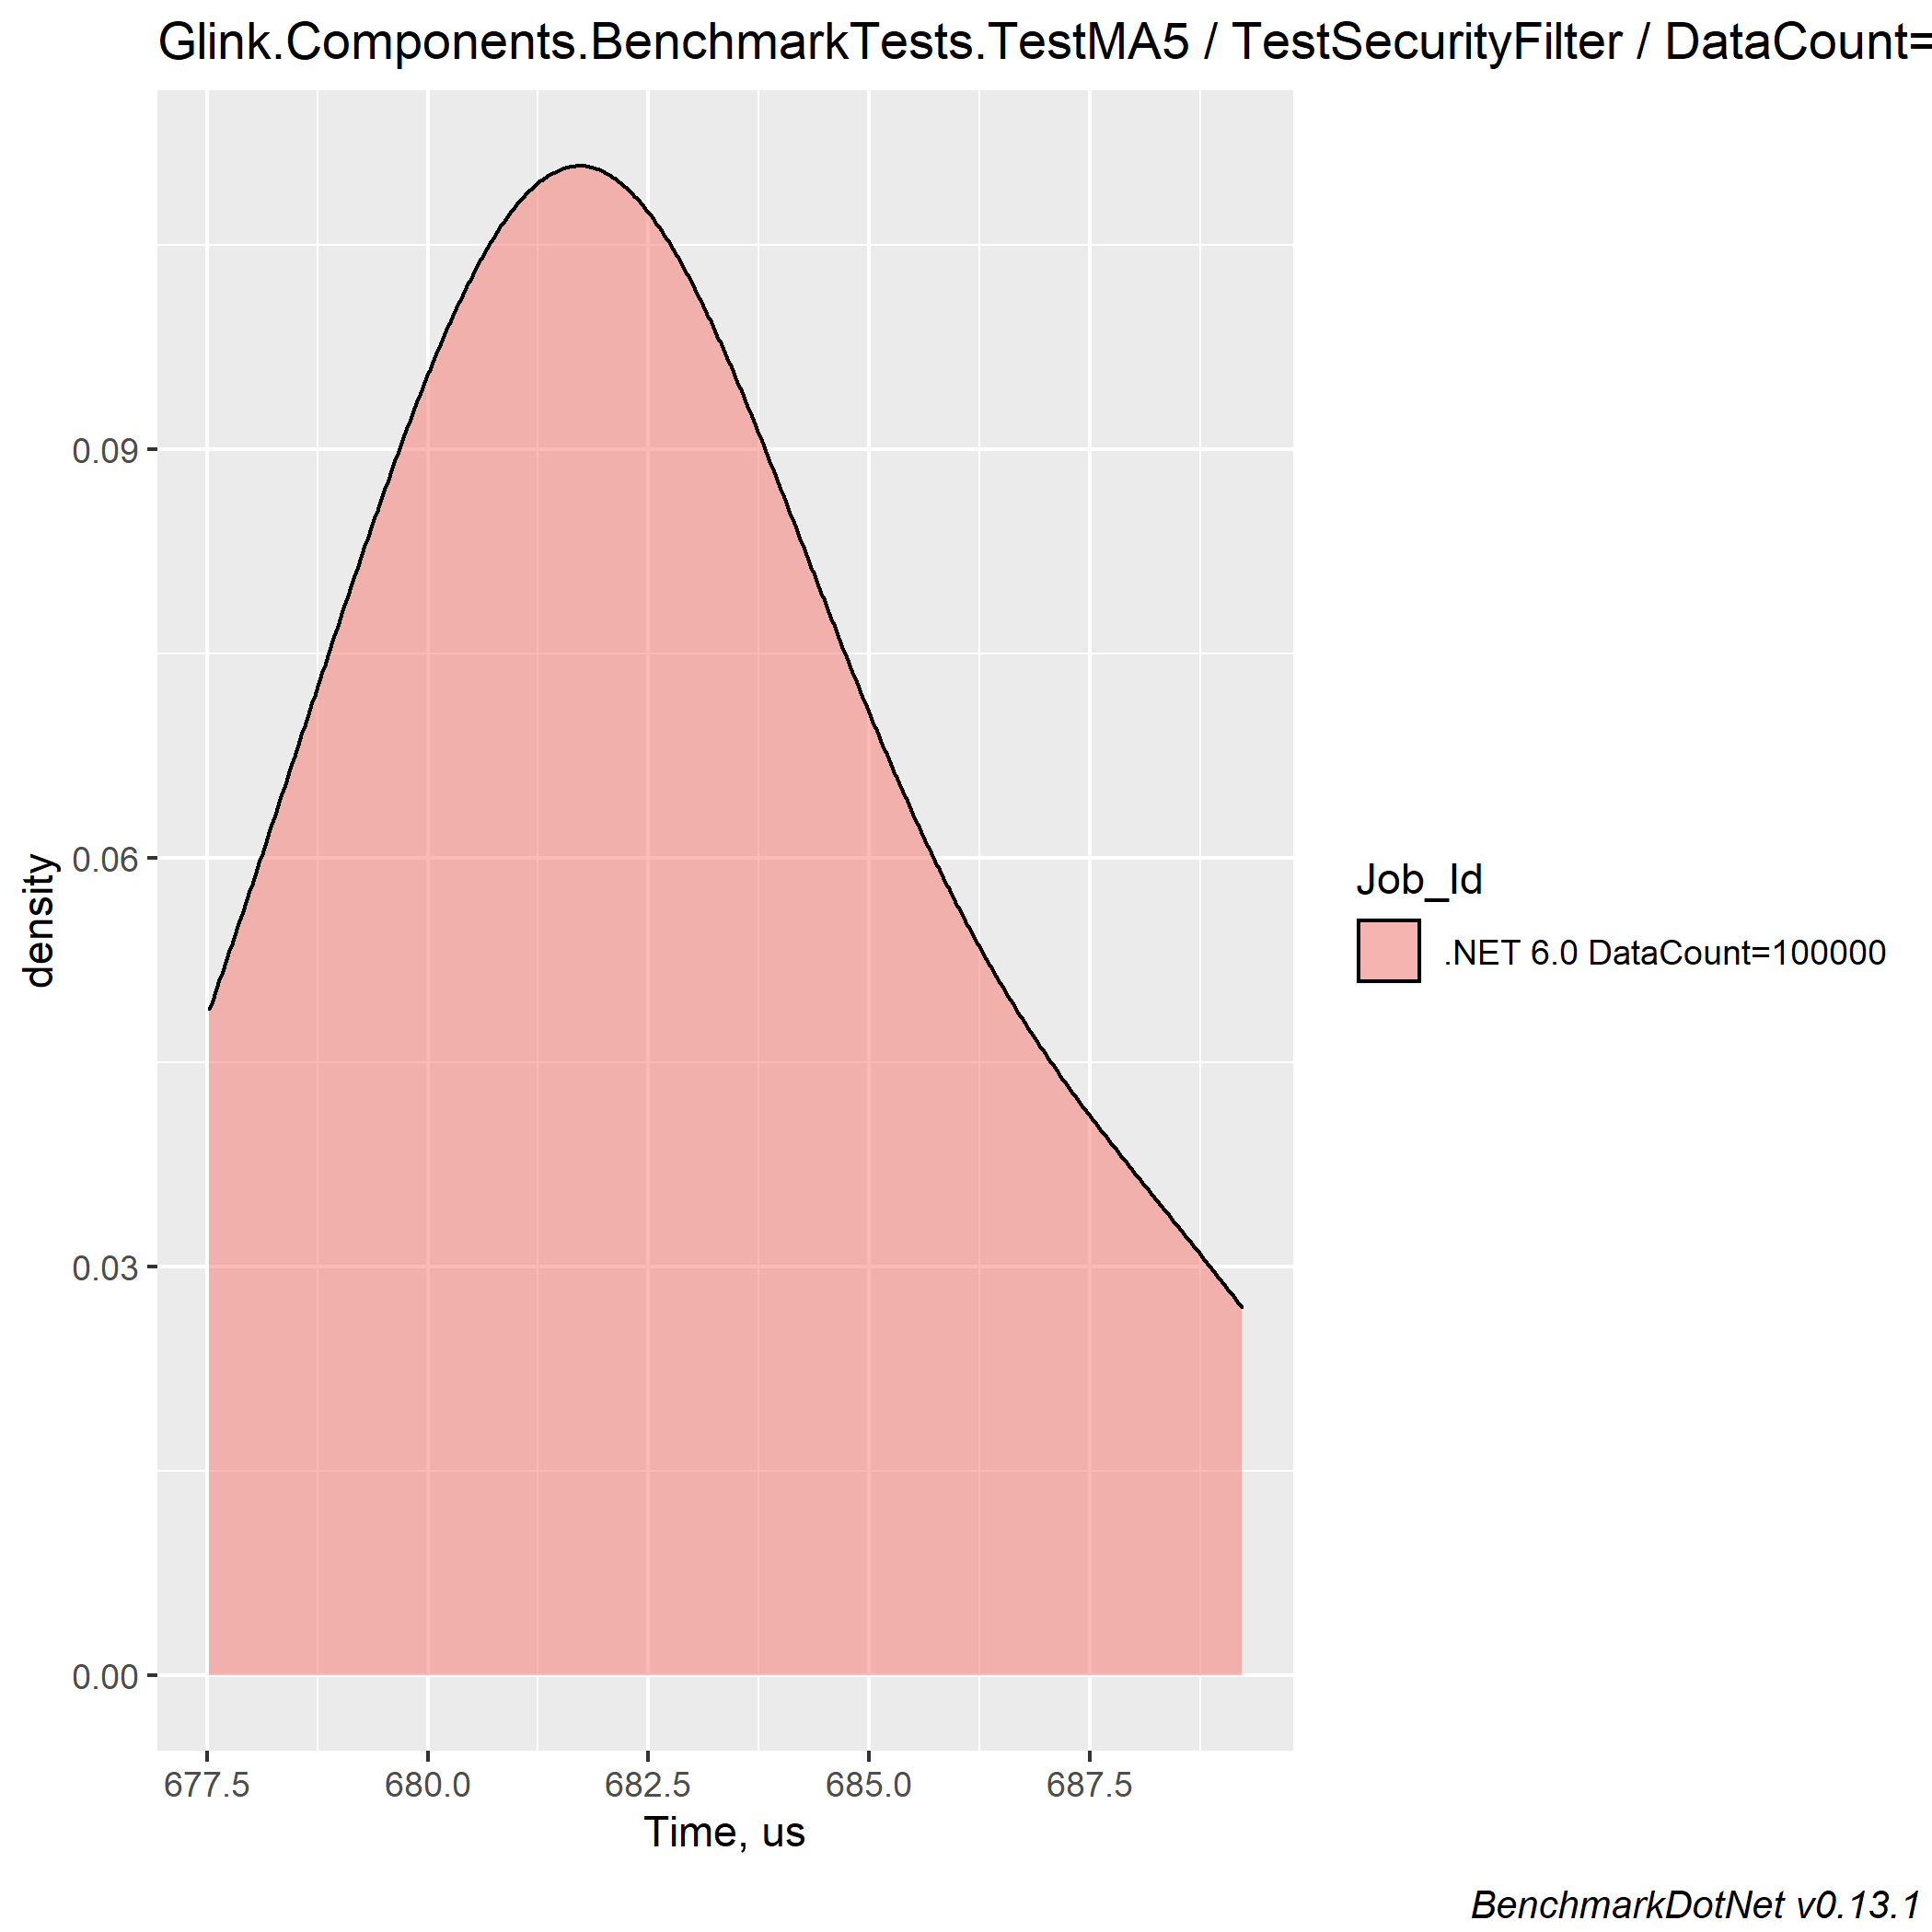 Glink.Components.BenchmarkTests.TestMA5 / TestSecurityFilter / DataCount=
0.09
0.06
0.03
0.00
density
677.5 680.0 682.5 685.0 687.5
Time, us
Job_Id
.NET 6.0 DataCount=100000
BenchmarkDotNet v0.13.1